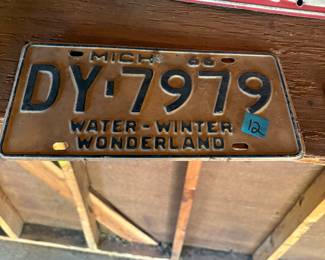 MICH 66
DY-7979
12
WATER-WINTER
WONDERLAND